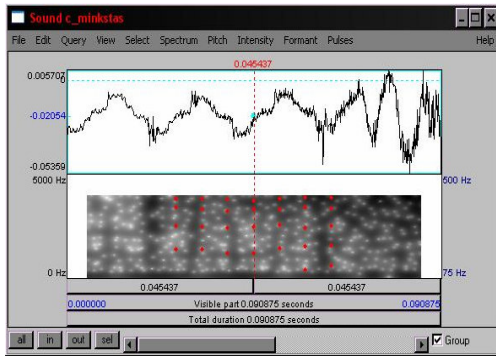 Sound c_minkstas
File Edit Query View Select Spectrum Pitch Intensity Formant Pulses Help
0.045437
0.005707
0
-0.02054
-0.05359
5000 Hz 500 Hz
0 Hz 75 Hz
0.045437 0.045437
0.000000 Visible part 0.090875 seconds 0.090875
Total duration 0.090875 seconds
all in out sel Group